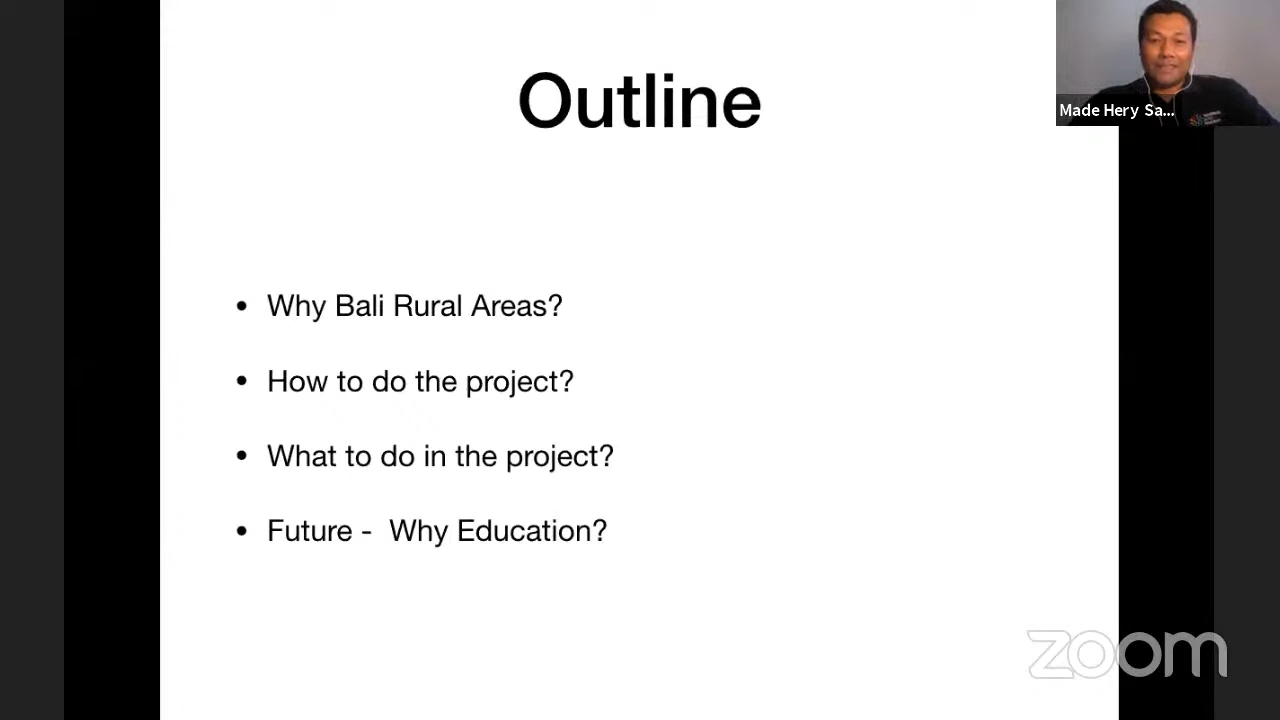 Outline
Made Hery Sa...
• Why Bali Rural Areas?
• How to do the project?
• What to do in the project?
• Future - Why Education?
zoom